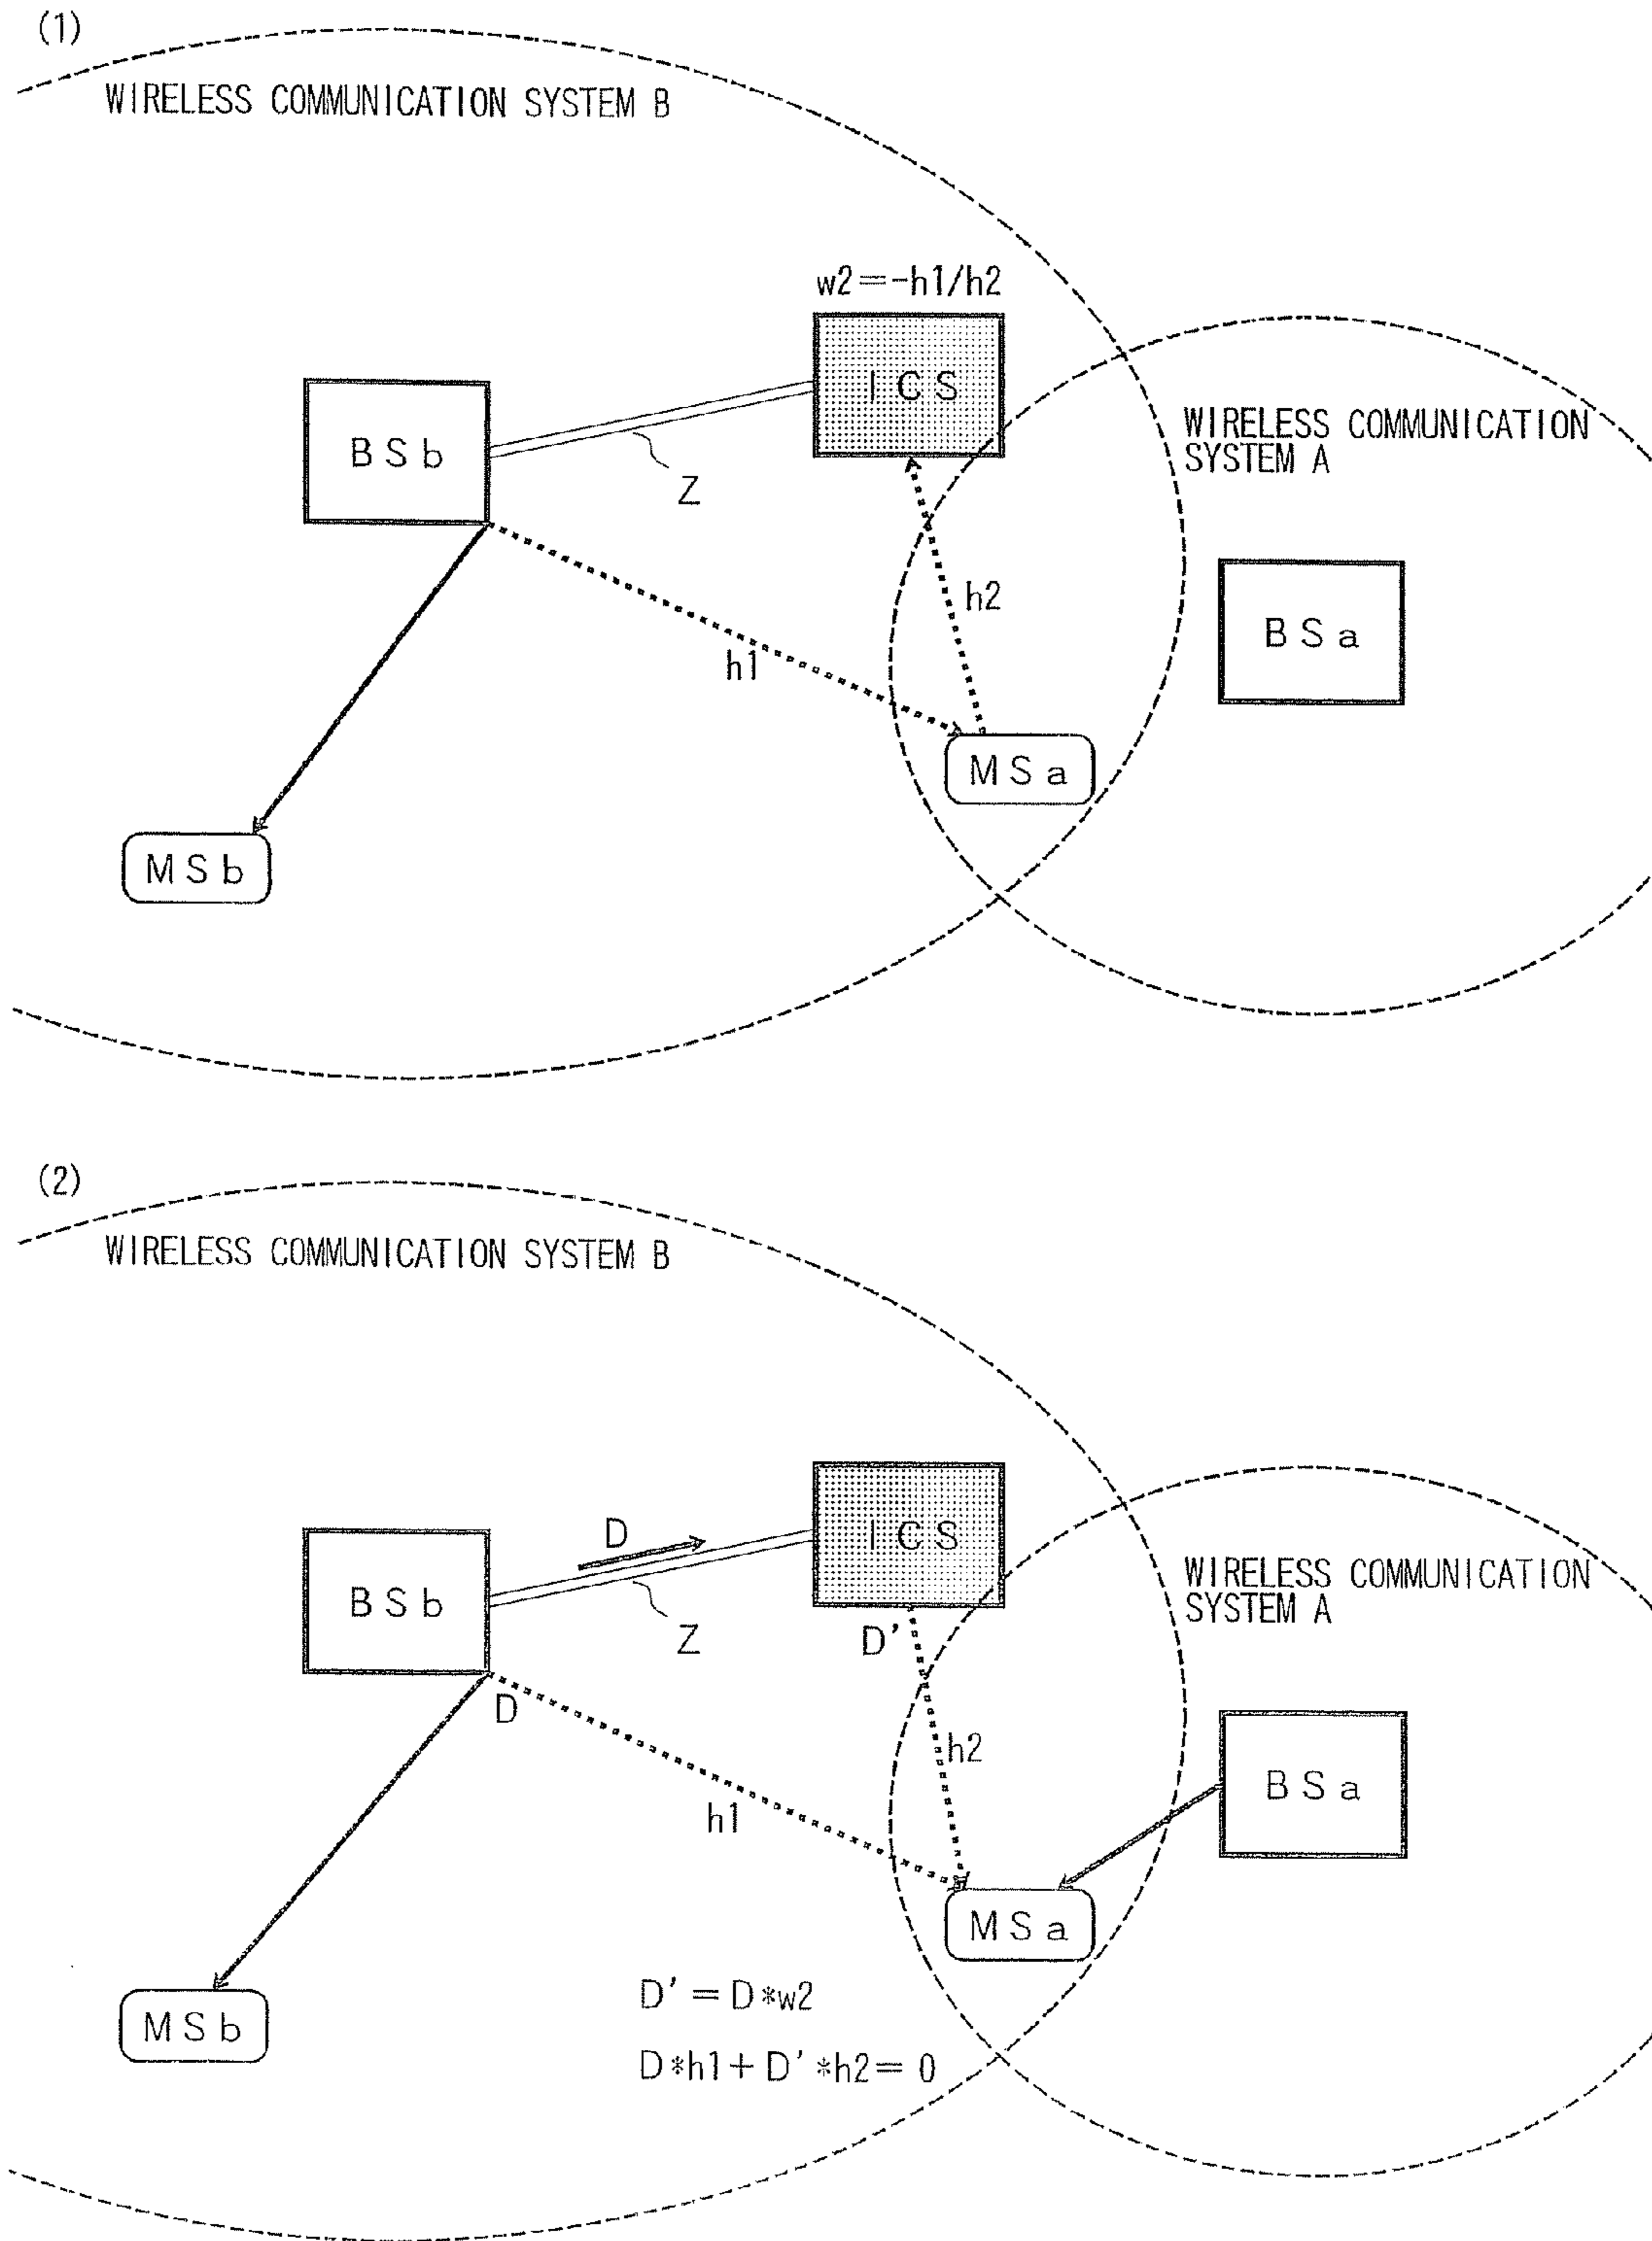 (1)
WIRELESS COMMUNICATION SYSTEM B
w2=-h1/h2
ICS
BSb
Z
WIRELESS COMMUNICATION
SYSTEM A
h2
BSa
h1
MSa
MSb
(2)
WIRELESS COMMUNICATION SYSTEM B
D
ICS
BSb
Z
WIRELESS COMMUNICATION
SYSTEM A
D'
D
h2
BSa
h1
MSa
D'=D*w2
MSb
D*h1+D'*h2=0